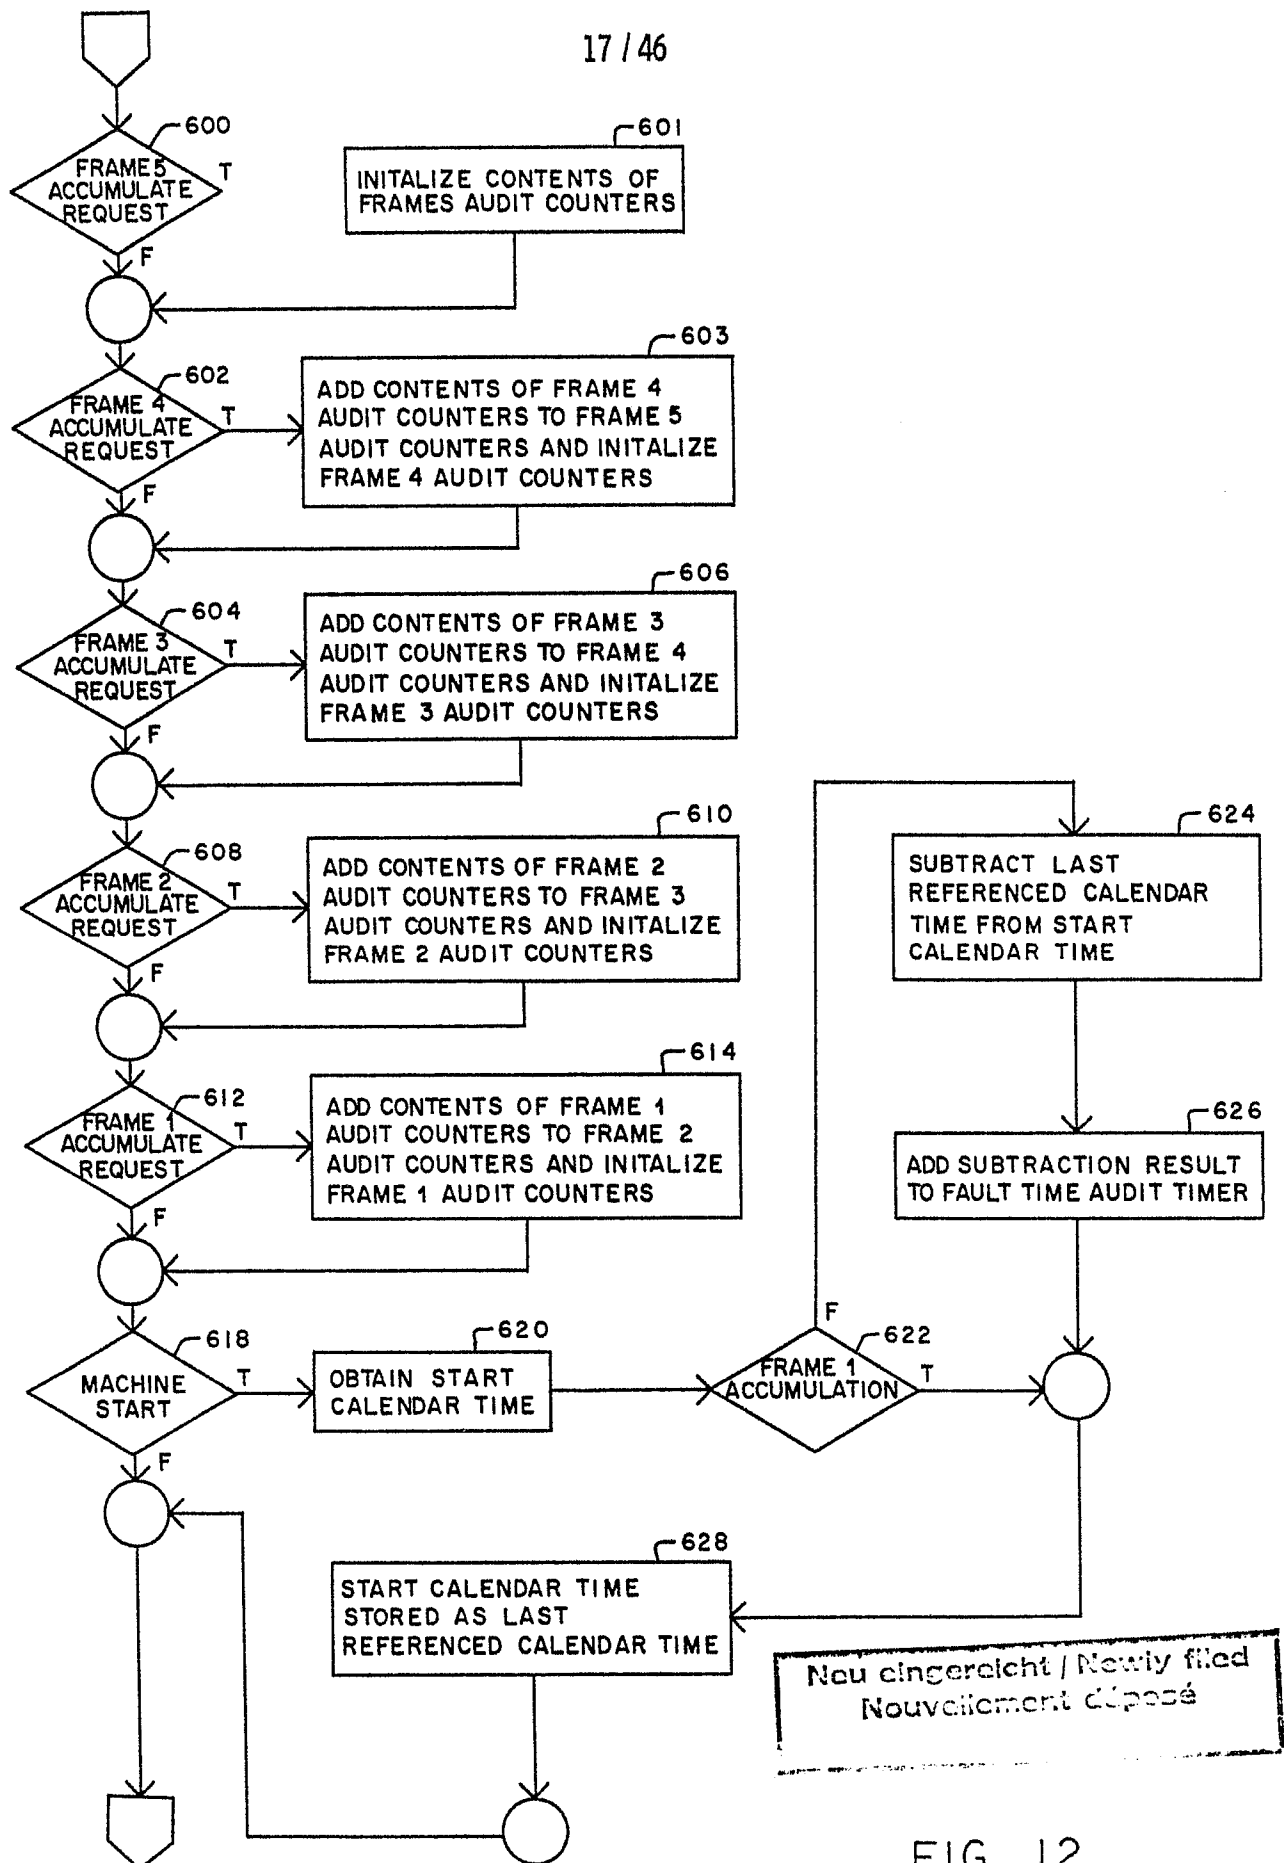 17 / 46
600
FRAME 5
ACCUMULATE
REQUEST
T
F
601
INITALIZE CONTENTS OF
FRAMES AUDIT COUNTERS
602
FRAME 4
ACCUMULATE
REQUEST
T
F
603
ADD CONTENTS OF FRAME 4
AUDIT COUNTERS TO FRAME 5
AUDIT COUNTERS AND INITALIZE
FRAME 4 AUDIT COUNTERS
604
FRAME 3
ACCUMULATE
REQUEST
T
F
606
ADD CONTENTS OF FRAME 3
AUDIT COUNTERS TO FRAME 4
AUDIT COUNTERS AND INITALIZE
FRAME 3 AUDIT COUNTERS
608
FRAME 2
ACCUMULATE
REQUEST
T
F
610
ADD CONTENTS OF FRAME 2
AUDIT COUNTERS TO FRAME 3
AUDIT COUNTERS AND INITALIZE
FRAME 2 AUDIT COUNTERS
612
FRAME 1
ACCUMULATE
REQUEST
T
F
614
ADD CONTENTS OF FRAME 1
AUDIT COUNTERS TO FRAME 2
AUDIT COUNTERS AND INITALIZE
FRAME 1 AUDIT COUNTERS
618
MACHINE
START
T
F
620
OBTAIN START
CALENDAR TIME
622
FRAME 1
ACCUMULATION
F
T
624
SUBTRACT LAST
REFERENCED CALENDAR
TIME FROM START
CALENDAR TIME
626
ADD SUBTRACTION RESULT
TO FAULT TIME AUDIT TIMER
628
START CALENDAR TIME
STORED AS LAST
REFERENCED CALENDAR TIME
Neu eingereicht / Newly filed
Nouvellement déposé
FIG. 12